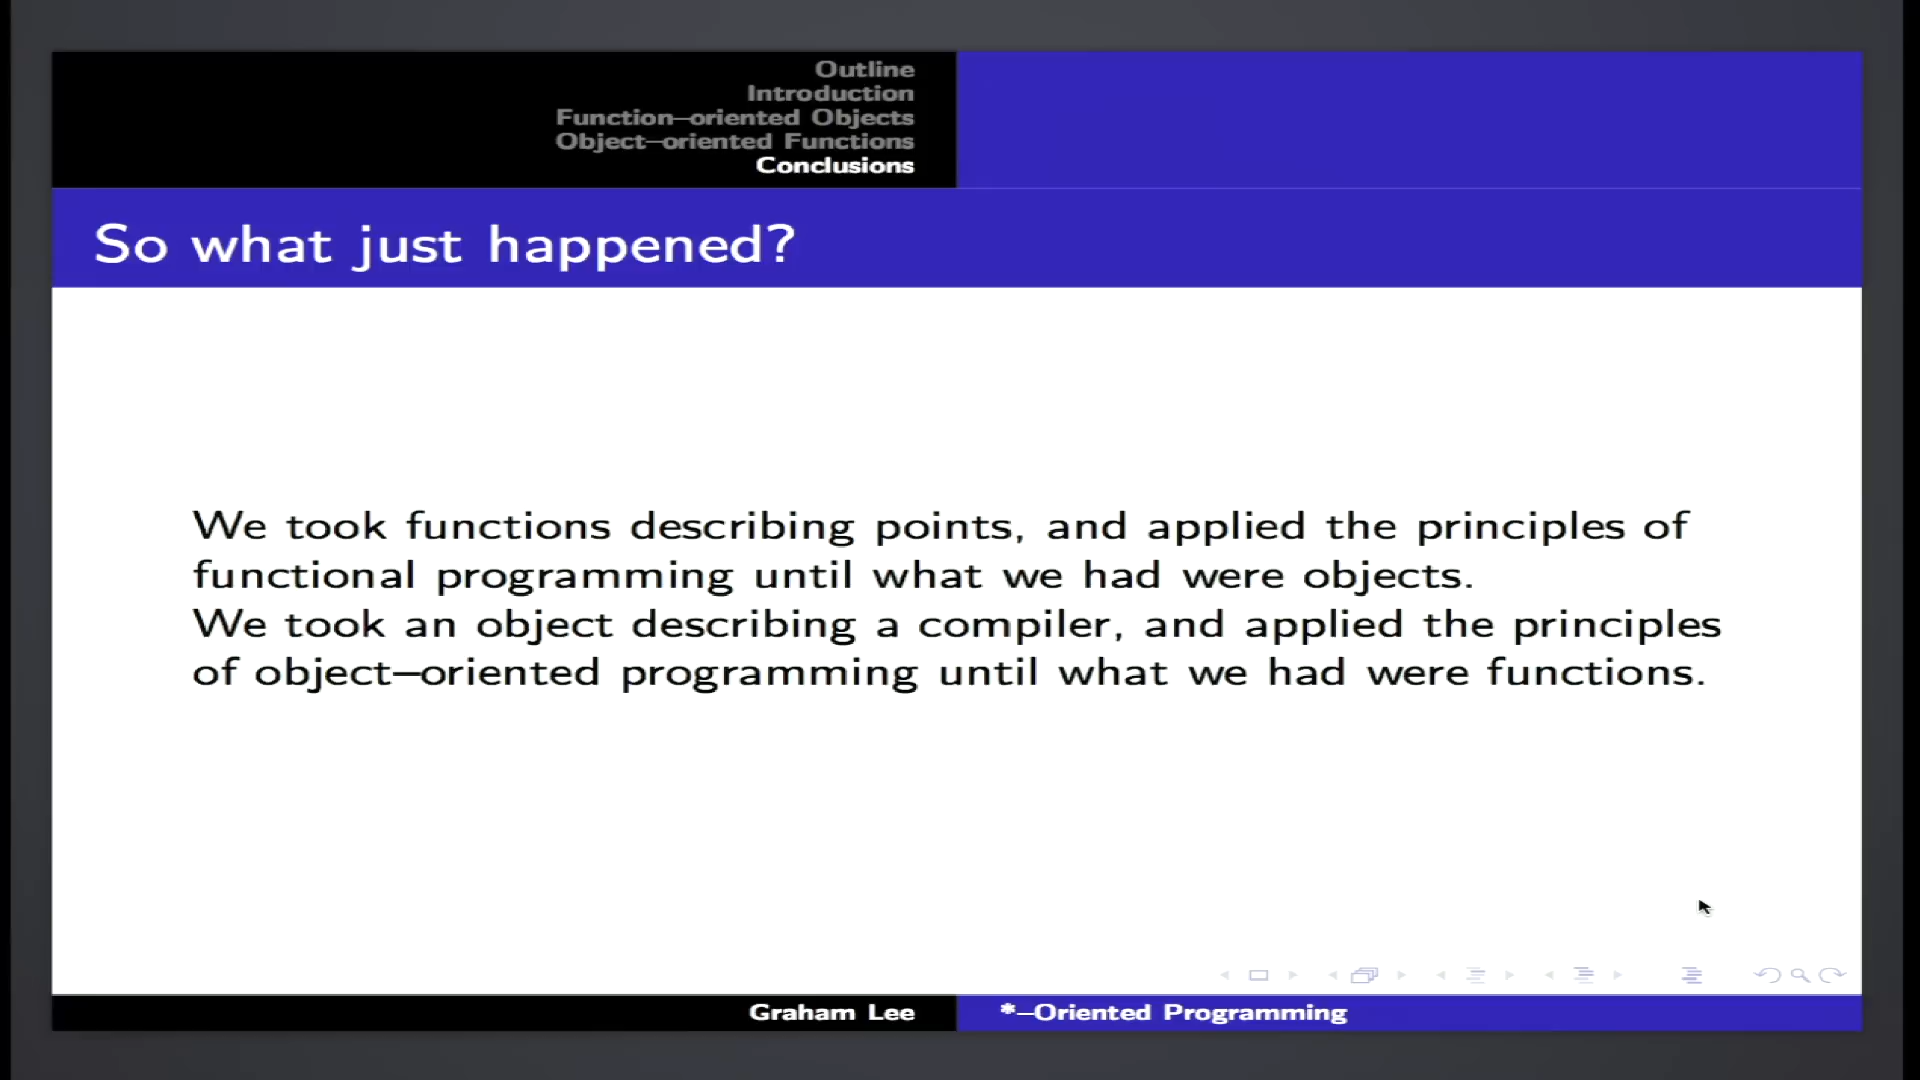 Outline
Introduction
Function–oriented Objects
Object–oriented Functions
Conclusions
So what just happened?
We took functions describing points, and applied the principles of
functional programming until what we had were objects.
We took an object describing a compiler, and applied the principles
of object–oriented programming until what we had were functions.
Graham Lee
*–Oriented Programming